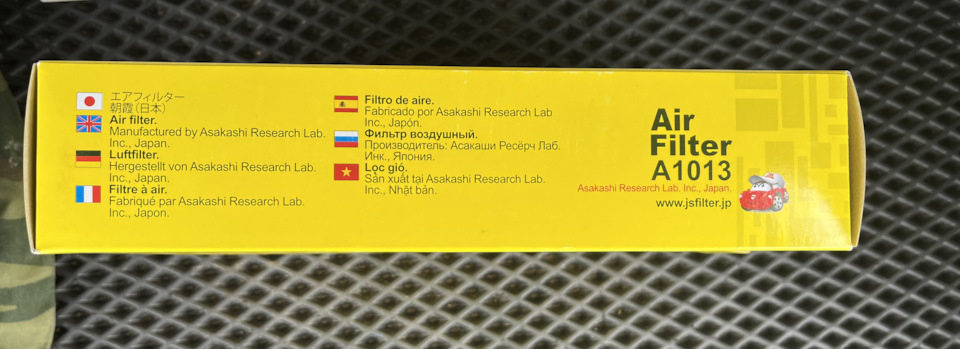 エアフィルター
朝霞(日本)
Air filter.
Manufactured by Asakashi Research Lab.
Inc., Japan.
Luftfilter.
Hergestellt von Asakashi Research Lab.
Inc., Japan.
Filtre à air.
Fabriqué par Asakashi Research Lab.
Inc., Japon.
Filtro de aire.
Fabricado por Asakashi Research Lab
Inc., Japón.
Фильтр воздушный.
Производитель: Асакаши Ресёрч Лаб.
Инк., Япония.
Lọc gió.
Sản xuất tại Asakashi Research Lab.
Inc., Nhật bản.
Air
Filter
A1013
Asakashi Research Lab. Inc., Japan.
www.jsfilter.jp